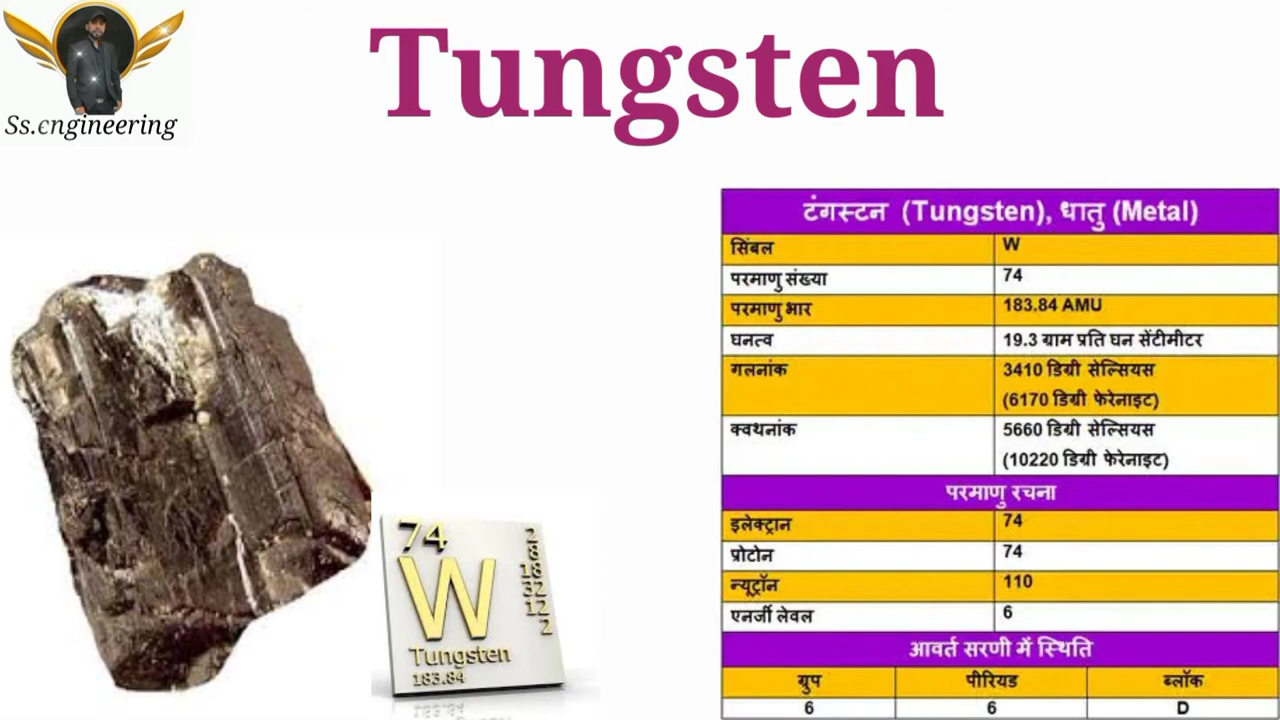 Ss.engineering
Tungsten
टंगस्टन (Tungsten), धातु (Metal)
सिंबल W
परमाणु संख्या 74
परमाणु भार 183.84 AMU
घनत्व 19.3 ग्राम प्रति घन सेंटीमीटर
गलनांक 3410 डिग्री सेल्सियस
(6170 डिग्री फेरेनाइट)
क्वथनांक 5660 डिग्री सेल्सियस
(10220 डिग्री फेरेनाइट)
परमाणु रचना
इलेक्ट्रान 74
प्रोटोन 74
न्यूट्रॉन 110
एनर्जी लेवल 6
आवर्त सरणी में स्थिति
ग्रुप पीरियड ब्लॉक
6 6 D
74
W
Tungsten
183.84
2
8
18
32
12
2